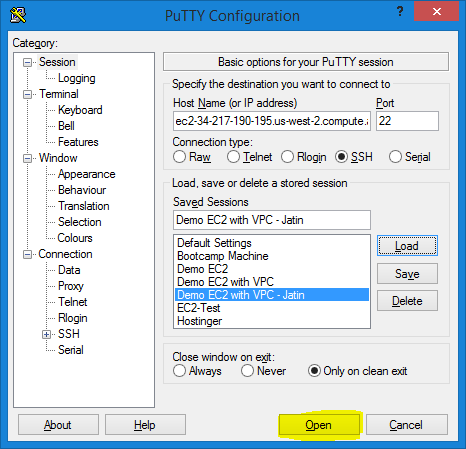 PuTTY Configuration
? x
Category:
Session
Logging
Terminal
Keyboard
Bell
Features
Window
Appearance
Behaviour
Translation
Selection
Colours
Connection
Data
Proxy
Telnet
Rlogin
SSH
Serial
Basic options for your PuTTY session
Specify the destination you want to connect to
Host Name (or IP address) Port
ec2-34-217-190-195.us-west-2.compute. 22
Connection type:
Raw Telnet Rlogin SSH Serial
Load, save or delete a stored session
Saved Sessions
Demo EC2 with VPC - Jatin
Default Settings
Bootcamp Machine
Demo EC2
Demo EC2 with VPC
Demo EC2 with VPC - Jatin
EC2-Test
Hostinger
Load
Save
Delete
Close window on exit:
Always Never Only on clean exit
About Help Open Cancel